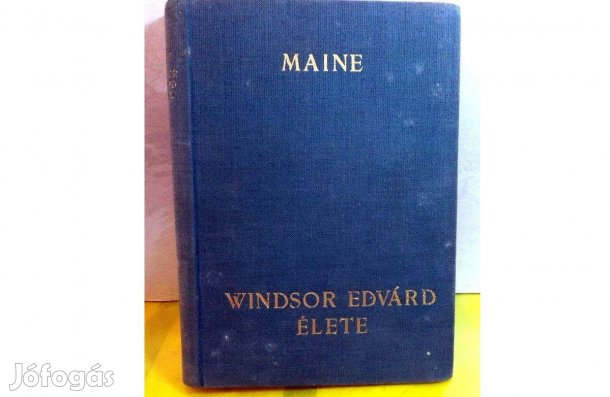 MAINE
WINDSOR EDVÁRD
ÉLETE
Jófogás